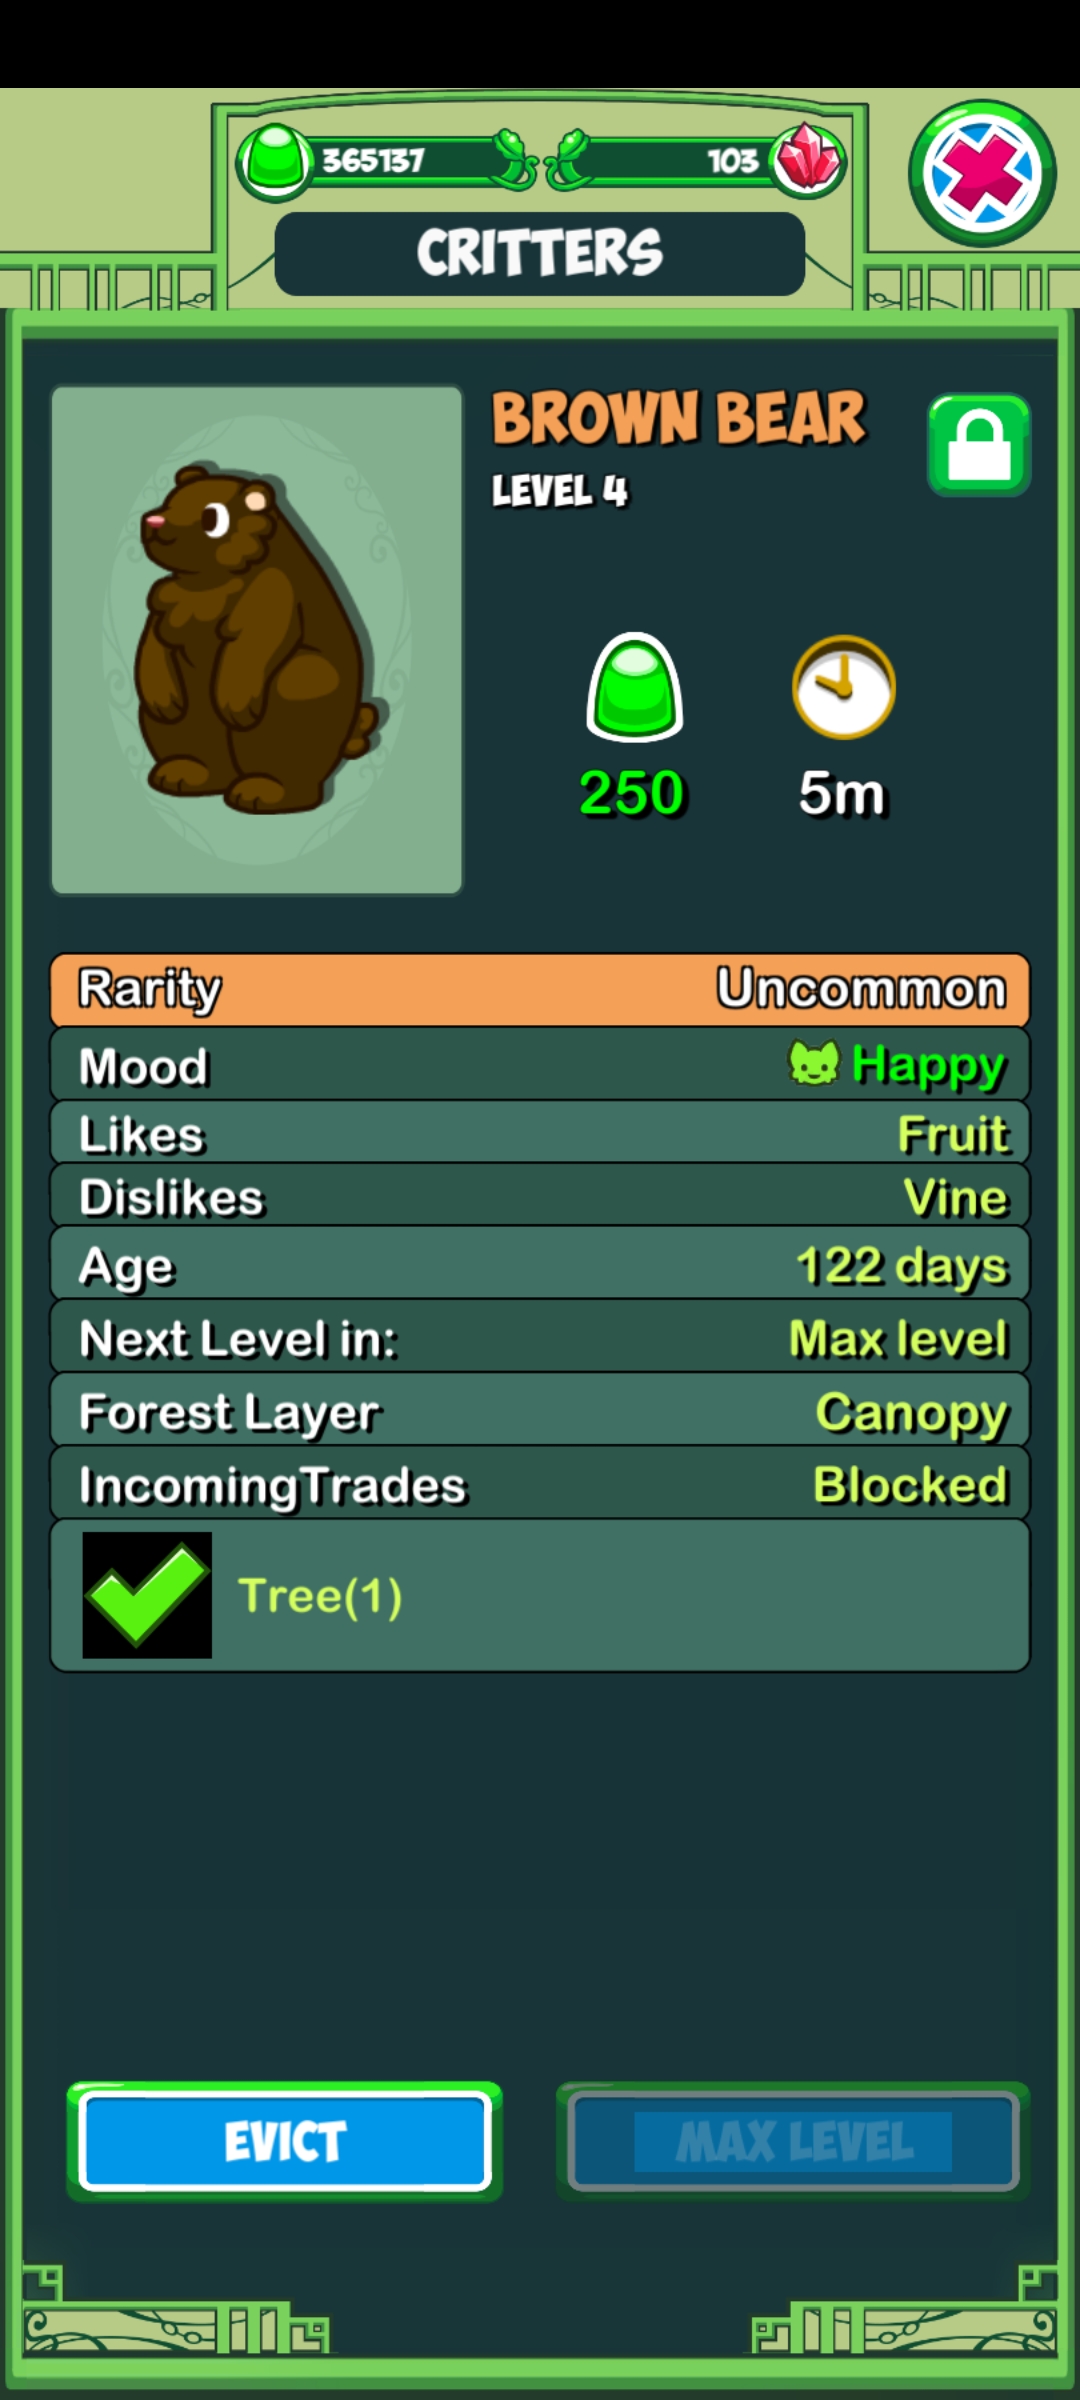 365137
103
CRITTERS
BROWN BEAR
LEVEL 4
250
5m
Rarity Uncommon
Mood Happy
Likes Fruit
Dislikes Vine
Age 122 days
Next Level in: Max level
Forest Layer Canopy
IncomingTrades Blocked
Tree(1)
EVICT
MAX LEVEL